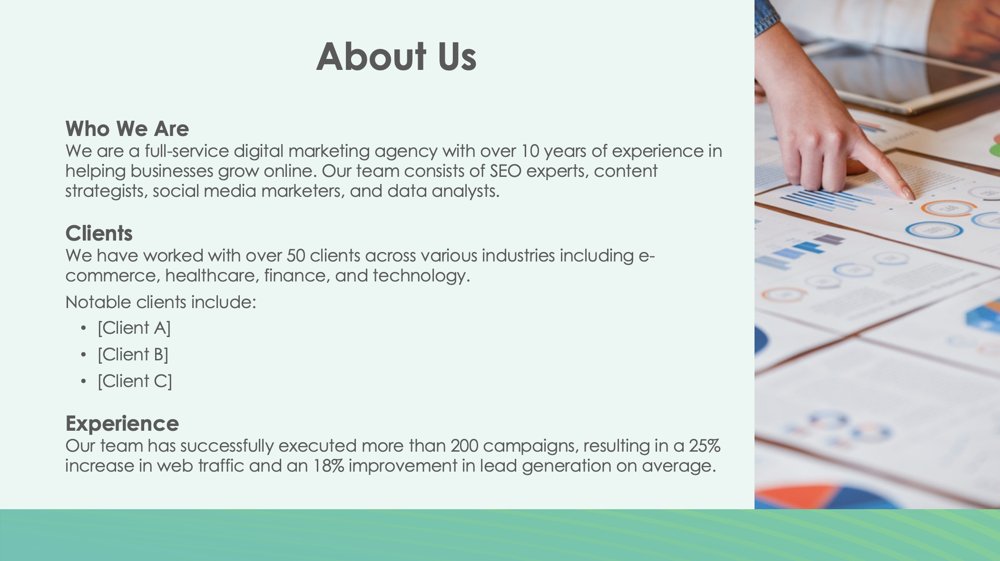 About Us
Who We Are
We are a full-service digital marketing agency with over 10 years of experience in
helping businesses grow online. Our team consists of SEO experts, content
strategists, social media marketers, and data analysts.
Clients
We have worked with over 50 clients across various industries including e-
commerce, healthcare, finance, and technology.
Notable clients include:
• [Client A]
• [Client B]
• [Client C]
Experience
Our team has successfully executed more than 200 campaigns, resulting in a 25%
increase in web traffic and an 18% improvement in lead generation on average.